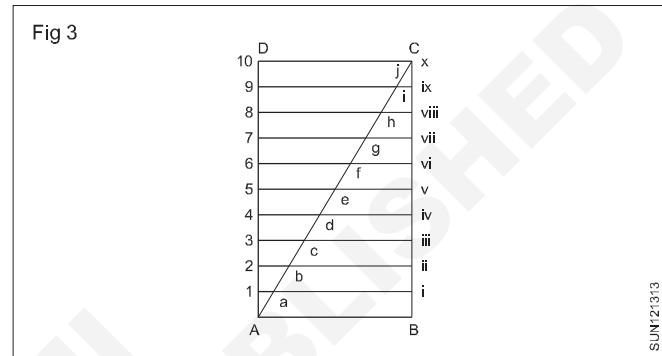 Fig 3
D C
10 j x
9 i ix
8 h viii
7 g vii
6 f vi
5 e v
4 d iv
3 c iii
2 b ii
1 a i
A B
SUN121313